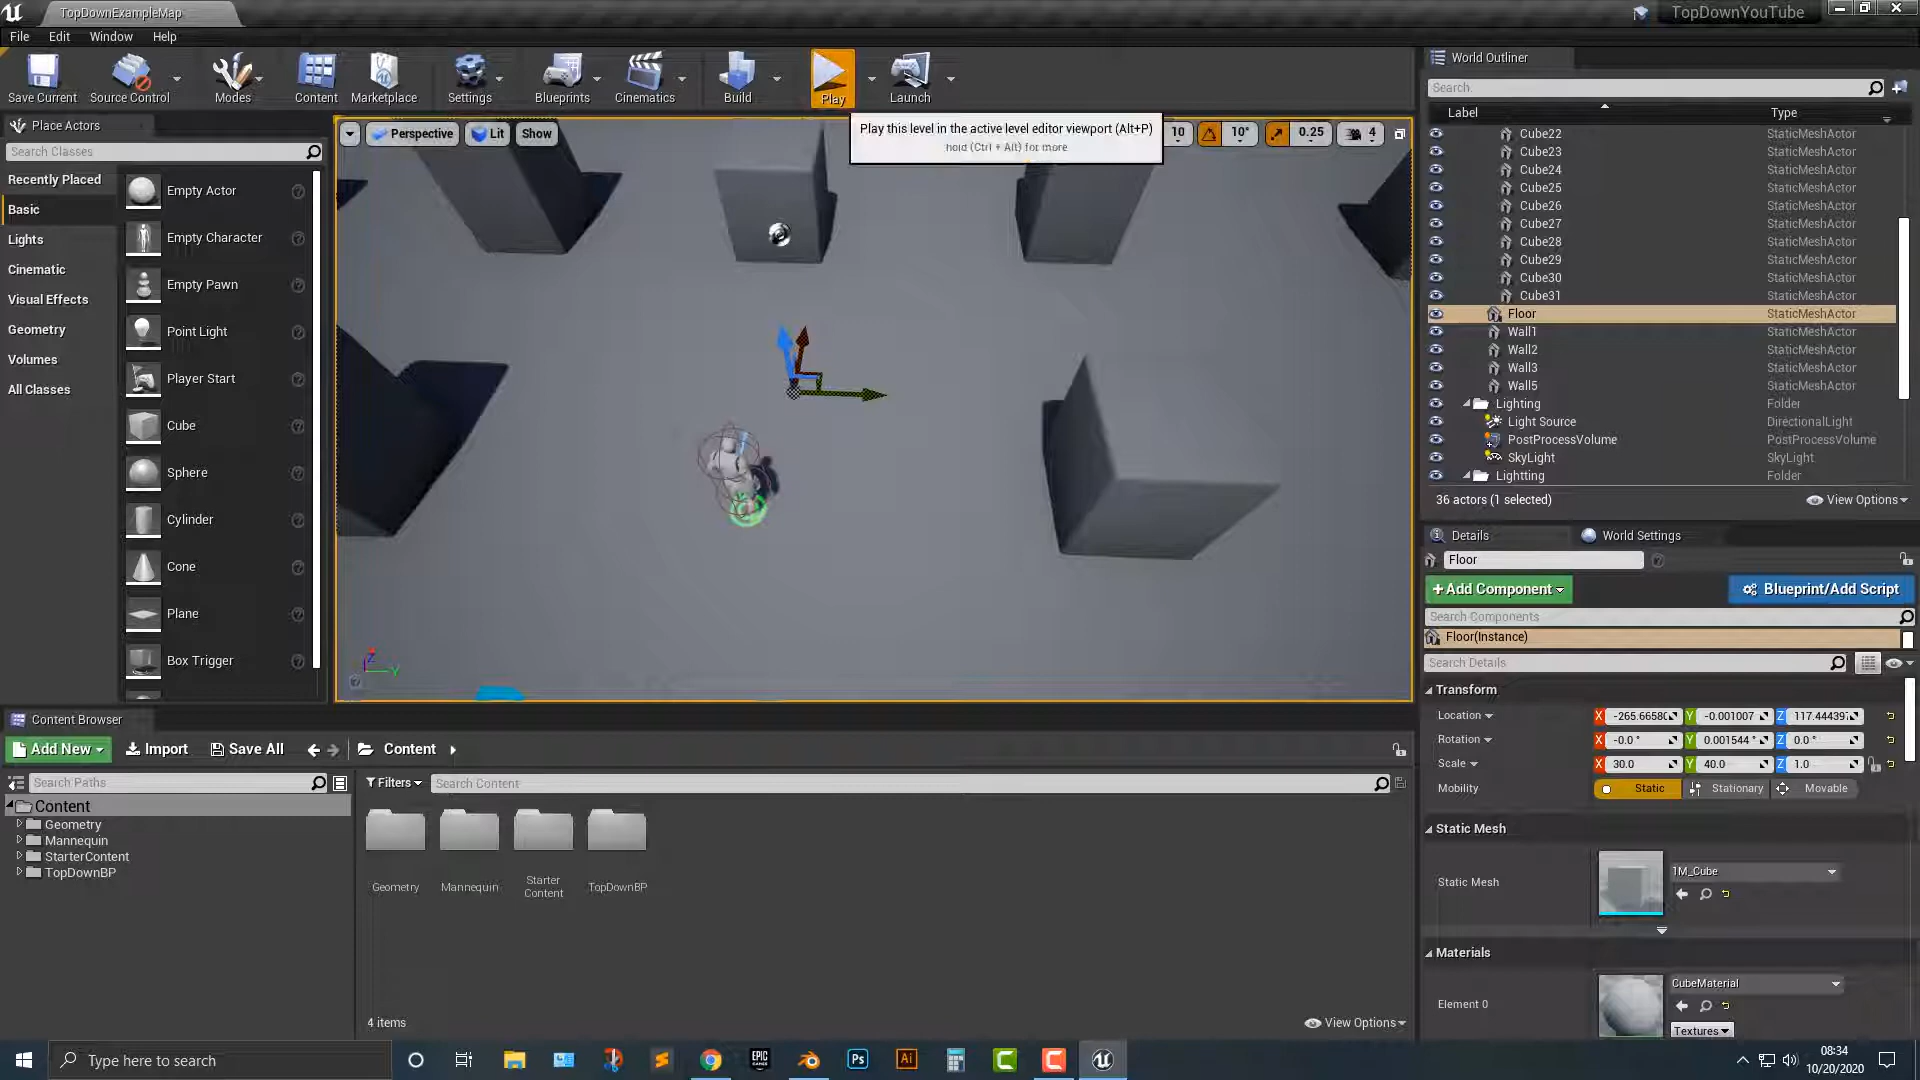 TopDownExampleMap
TopDownYouTube
File Edit Window Help
Save Current
Source Control
Modes
Content
Marketplace
Settings
Blueprints
Cinematics
Build
Play
Launch
Play this level in the active level editor viewport (Alt+P)
hold (Ctrl + Alt) for more
Place Actors
Search Classes
Recently Placed
Basic
Lights
Cinematic
Visual Effects
Geometry
Volumes
All Classes
Empty Actor
Empty Character
Empty Pawn
Point Light
Player Start
Cube
Sphere
Cylinder
Cone
Plane
Box Trigger
Perspective Lit Show
10 10° 0.25 4
Z
Y
World Outliner
Search.
Label Type
Cube22 StaticMeshActor
Cube23 StaticMeshActor
Cube24 StaticMeshActor
Cube25 StaticMeshActor
Cube26 StaticMeshActor
Cube27 StaticMeshActor
Cube28 StaticMeshActor
Cube29 StaticMeshActor
Cube30 StaticMeshActor
Cube31 StaticMeshActor
Floor StaticMeshActor
Wall1 StaticMeshActor
Wall2 StaticMeshActor
Wall3 StaticMeshActor
Wall5 StaticMeshActor
Lighting Folder
Light Source DirectionalLight
PostProcessVolume PostProcessVolume
SkyLight SkyLight
Lightting Folder
36 actors (1 selected) View Options
Details World Settings
Floor
+Add Component Blueprint/Add Script
Search Components
Floor(Instance)
Search Details
Transform
Location X -265.6658 Y -0.001007 Z 117.444397
Rotation X -0.0 ° Y 0.001544 ° Z 0.0 °
Scale X 30.0 Y 40.0 Z 1.0
Mobility Static Stationary Movable
Static Mesh
Static Mesh 1M_Cube
Materials
Element 0 CubeMaterial
Textures
Content Browser
Add New Import Save All Content
Search Paths
Filters Search Content
Content
Geometry
Mannequin
StarterContent
TopDownBP
Geometry
Mannequin
Starter
Content
TopDownBP
4 items View Options
Type here to search
EPIC
GAMES
Ps
Ai
08:34
10/20/2020